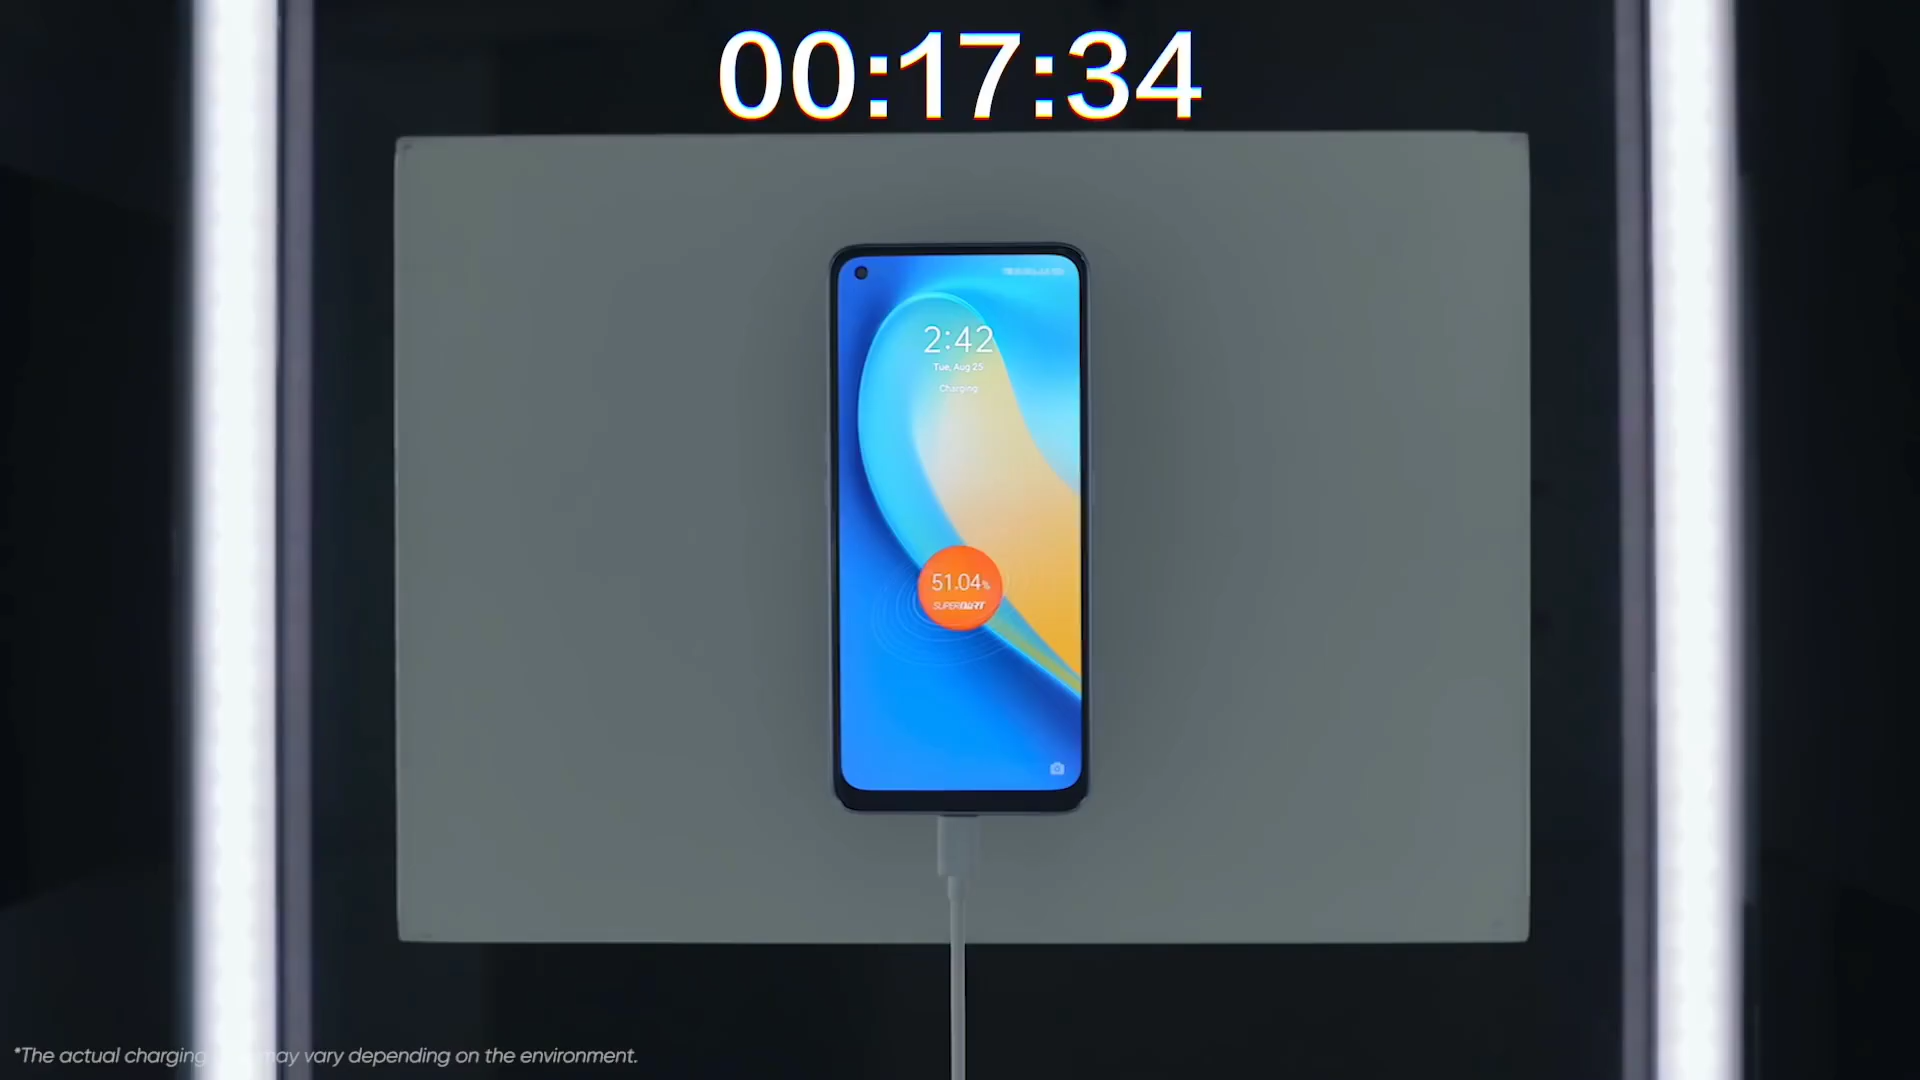 00:17:34
2:42
Tue, Aug 25
Charging
51.04%
SUPERDART
*The actual charging may vary depending on the environment.